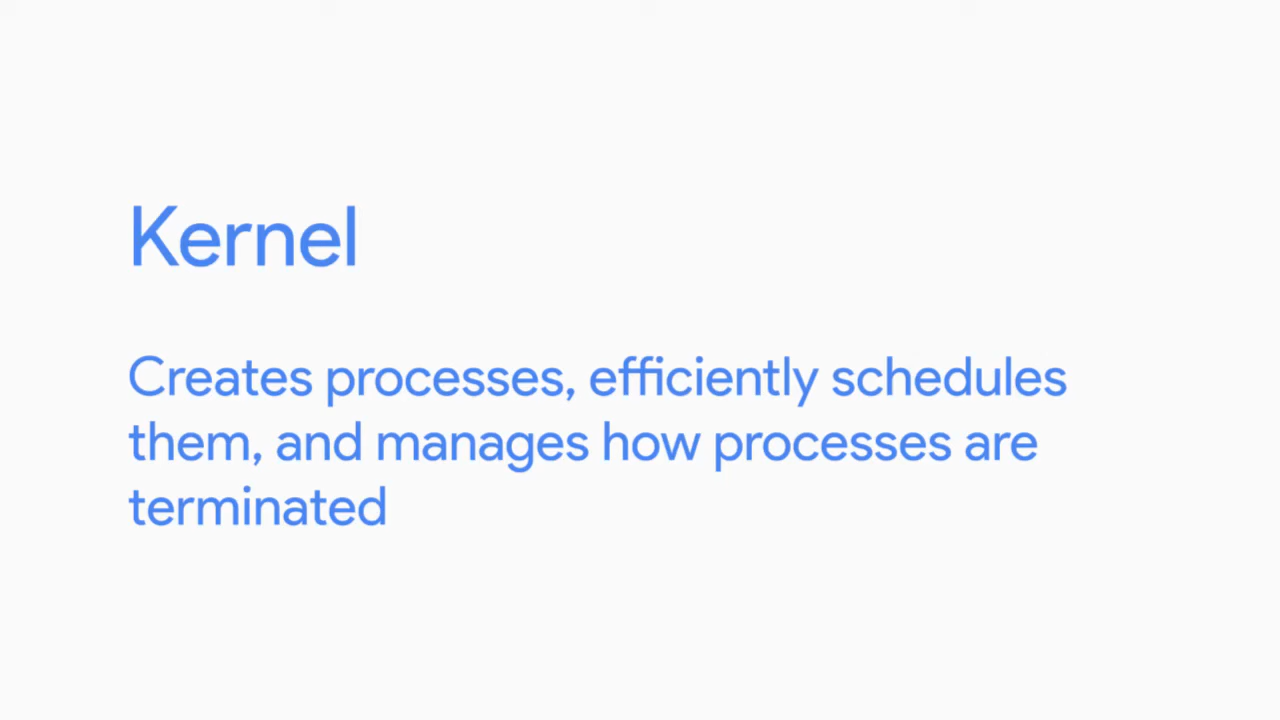 Kernel
Creates processes, efficiently schedules
them, and manages how processes are
terminated